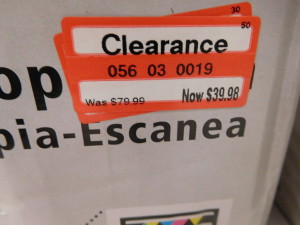 30
50
Clearance
056 03 0019
Was $79.99 Now $39.98
op
pia-Escanea